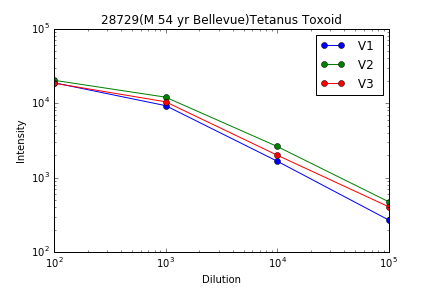 28729(M 54 yr Bellevue)Tetanus Toxoid
10^5
10^4
10^3
10^2
Intensity
V1
V2
V3
10^2 10^3 10^4 10^5
Dilution